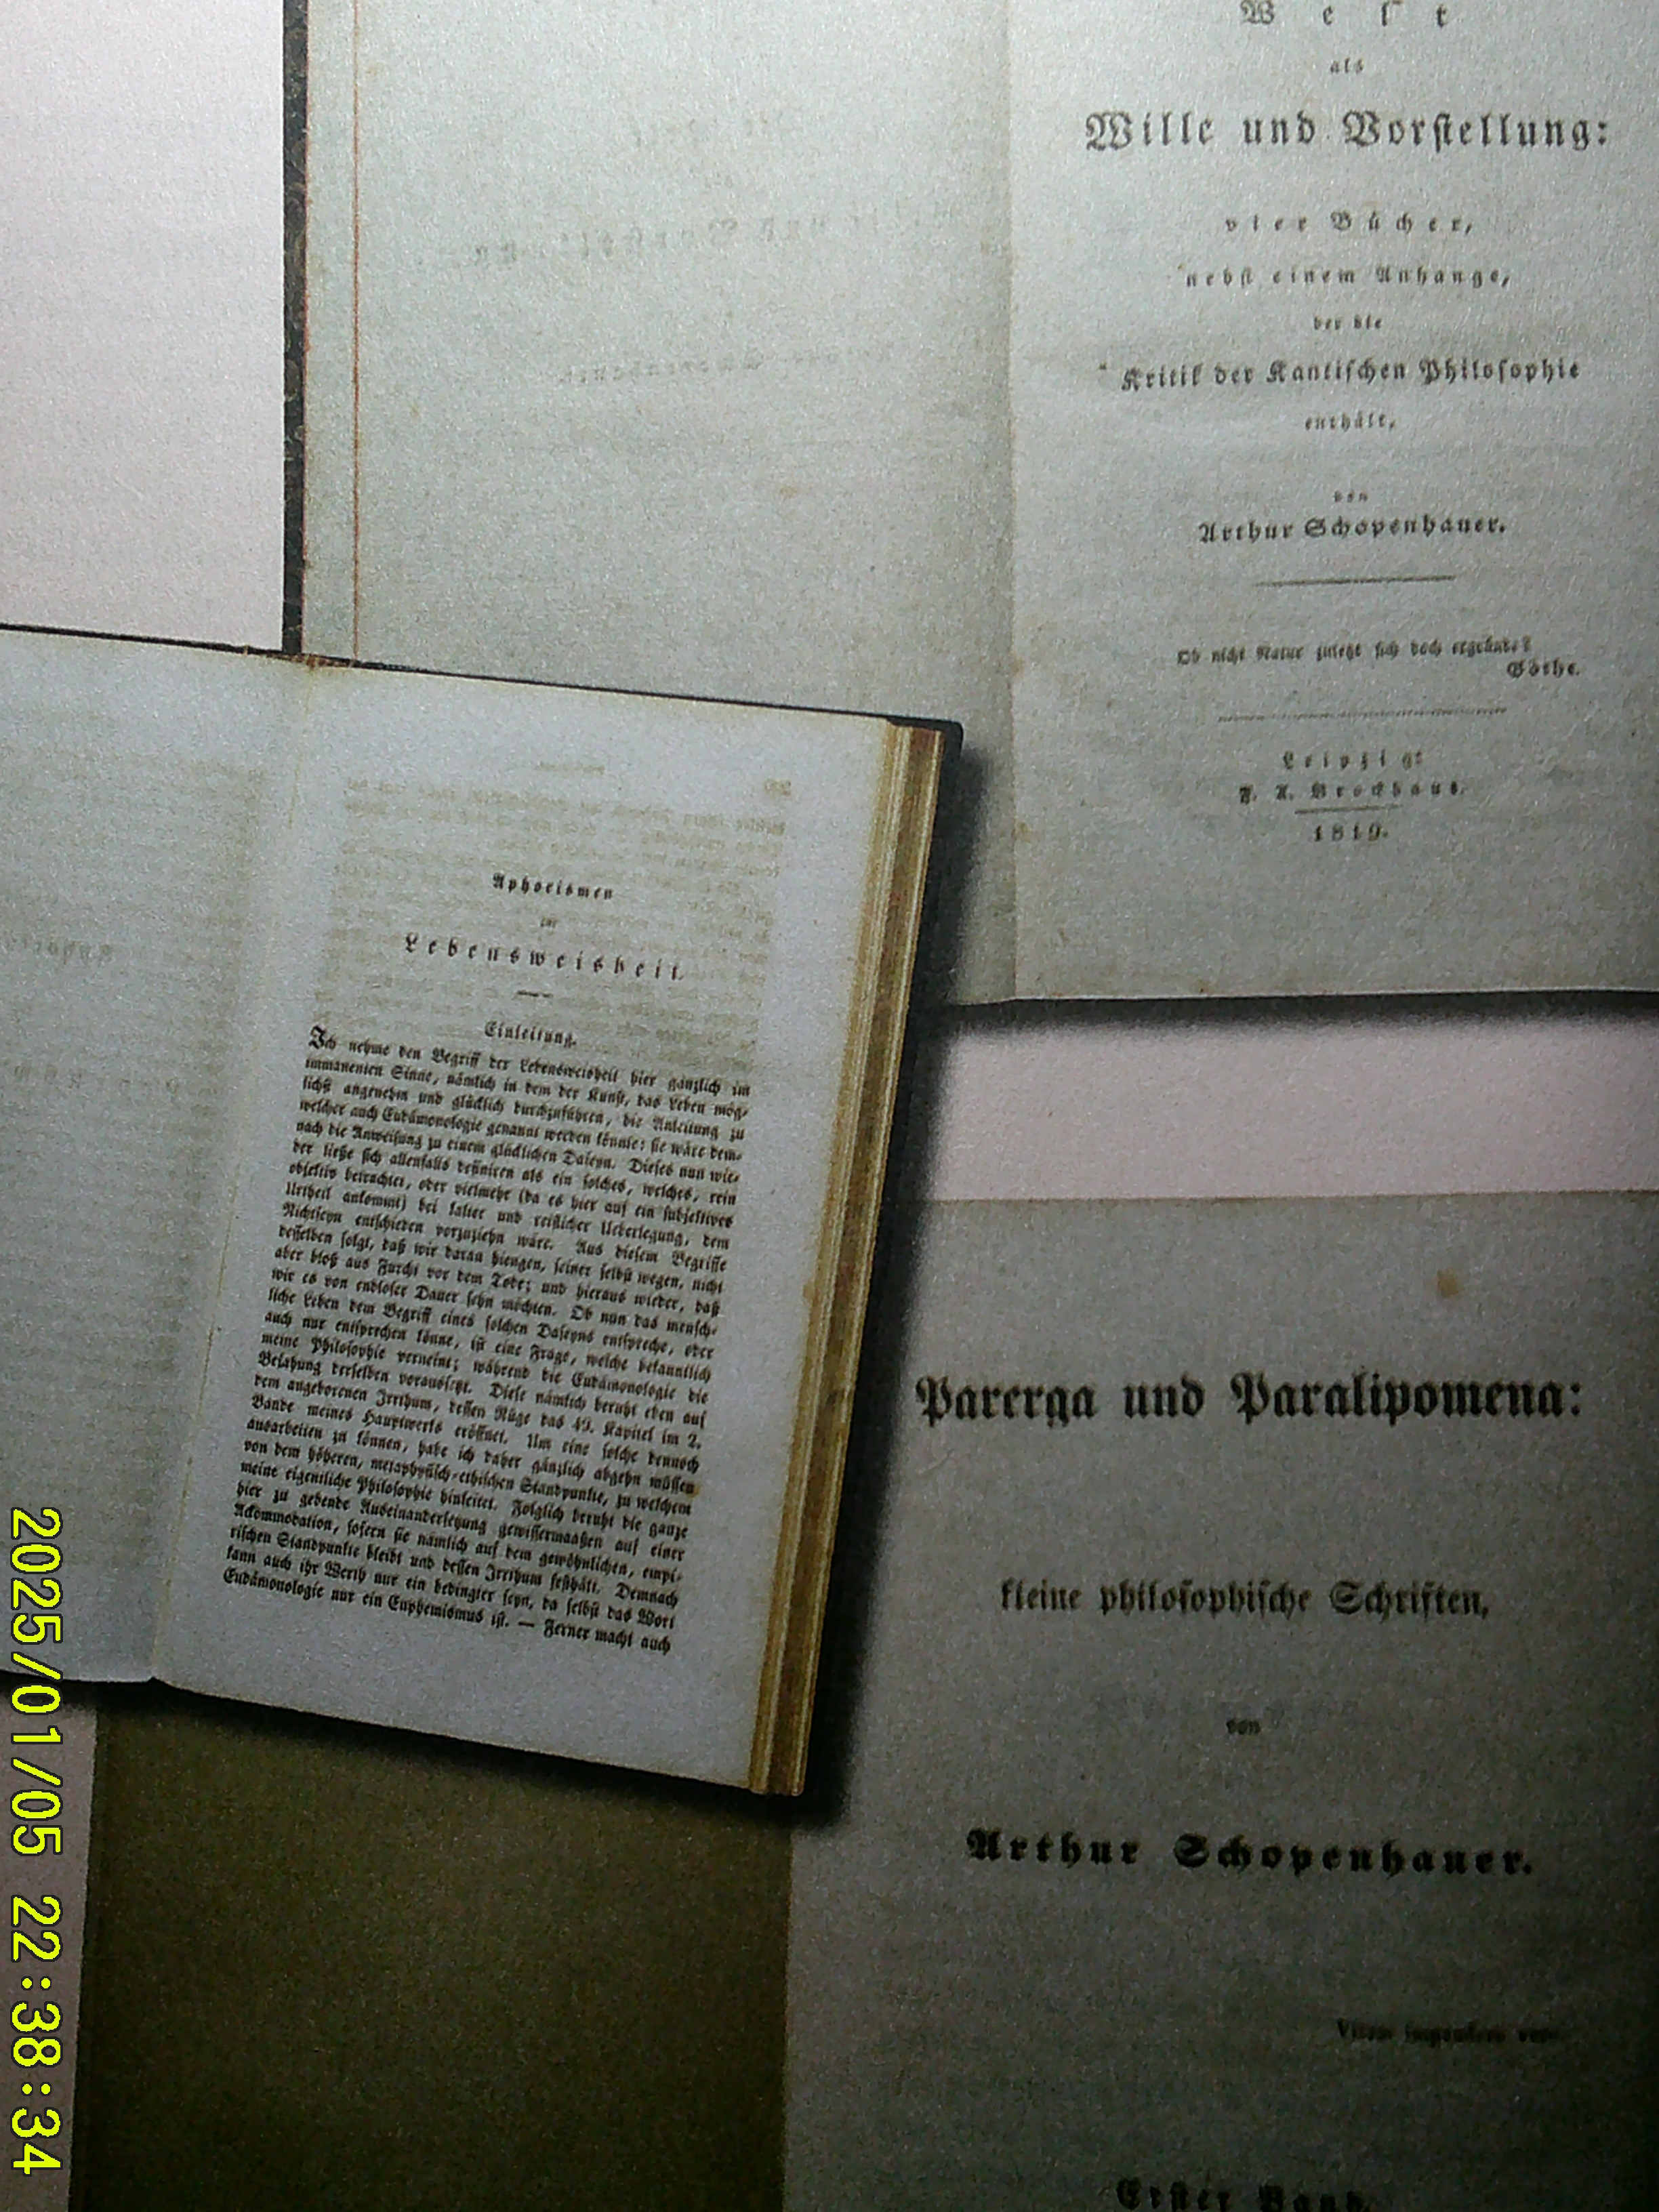 Welt
als
Wille und Vorstellung:
vier Bücher,
nebst einem Anhange,
der die
Kritik der Kantischen Philosophie
enthält,
von
Arthur Schopenhauer.
Ob nicht Natur zuletzt sich doch ergründe?
Göthe.
Leipzig:
F. A. Brockhaus.
1819.
Aphorismen
zur
Lebensweisheit.
Einleitung.
Ich nehme den Begriff der Lebensweisheit hier gänzlich im
immanenten Sinne, nämlich in dem der Kunst, das Leben mög-
lichst angenehm und glücklich durchzuführen, die Anleitung zu
welcher auch Eudämonologie genannt werden könnte: sie wäre dem-
nach die Anweisung zu einem glücklichen Daseyn. Dieses nun wie-
der ließe sich allenfalls definiren als ein solches, welches, rein
objektiv betrachtet, oder vielmehr (da es hier auf ein subjektives
Urtheil ankommt) bei kalter und reiflicher Ueberlegung, dem
Nichtseyn entschieden vorzuziehn wäre. Aus diesem Begriffe
desselben folgt, daß wir daran hiengen, seiner selbst wegen, nicht
aber bloß aus Furcht vor dem Tode; und hieraus wieder, daß
wir es von endloser Dauer sehn möchten. Ob nun das mensch-
liche Leben dem Begriff eines solchen Daseyns entspreche, oder
auch nur entsprechen könne, ist eine Frage, welche bekanntlich
meine Philosophie verneint; während die Eudämonologie die
Bejahung derselben voraussetzt. Diese nämlich beruht eben auf
dem angeborenen Irrthum, dessen Rüge das 49. Kapitel im 2.
Bande meines Hauptwerks eröffnet. Um eine solche dennoch
ausarbeiten zu können, habe ich daher gänzlich abgehn müssen
von dem höheren, metaphysisch-ethischen Standpunkte, zu welchem
meine eigentliche Philosophie hinleitet. Folglich beruht die ganze
hier zu gebende Auseinandersetzung gewissermaaßen auf einer
Ackommodation, sofern sie nämlich auf dem gewöhnlichen, empi-
rischen Standpunkte bleibt und dessen Irrthum festhält. Demnach
kann auch ihr Werth nur ein bedingter seyn, da selbst das Wort
Eudämonologie nur ein Euphemismus ist. — Ferner macht auch
Parerga und Paralipomena:
kleine philosophische Schriften,
von
Arthur Schopenhauer.
Vitam impendere vero.
Erster Band.
2025/01/05 22:38:34